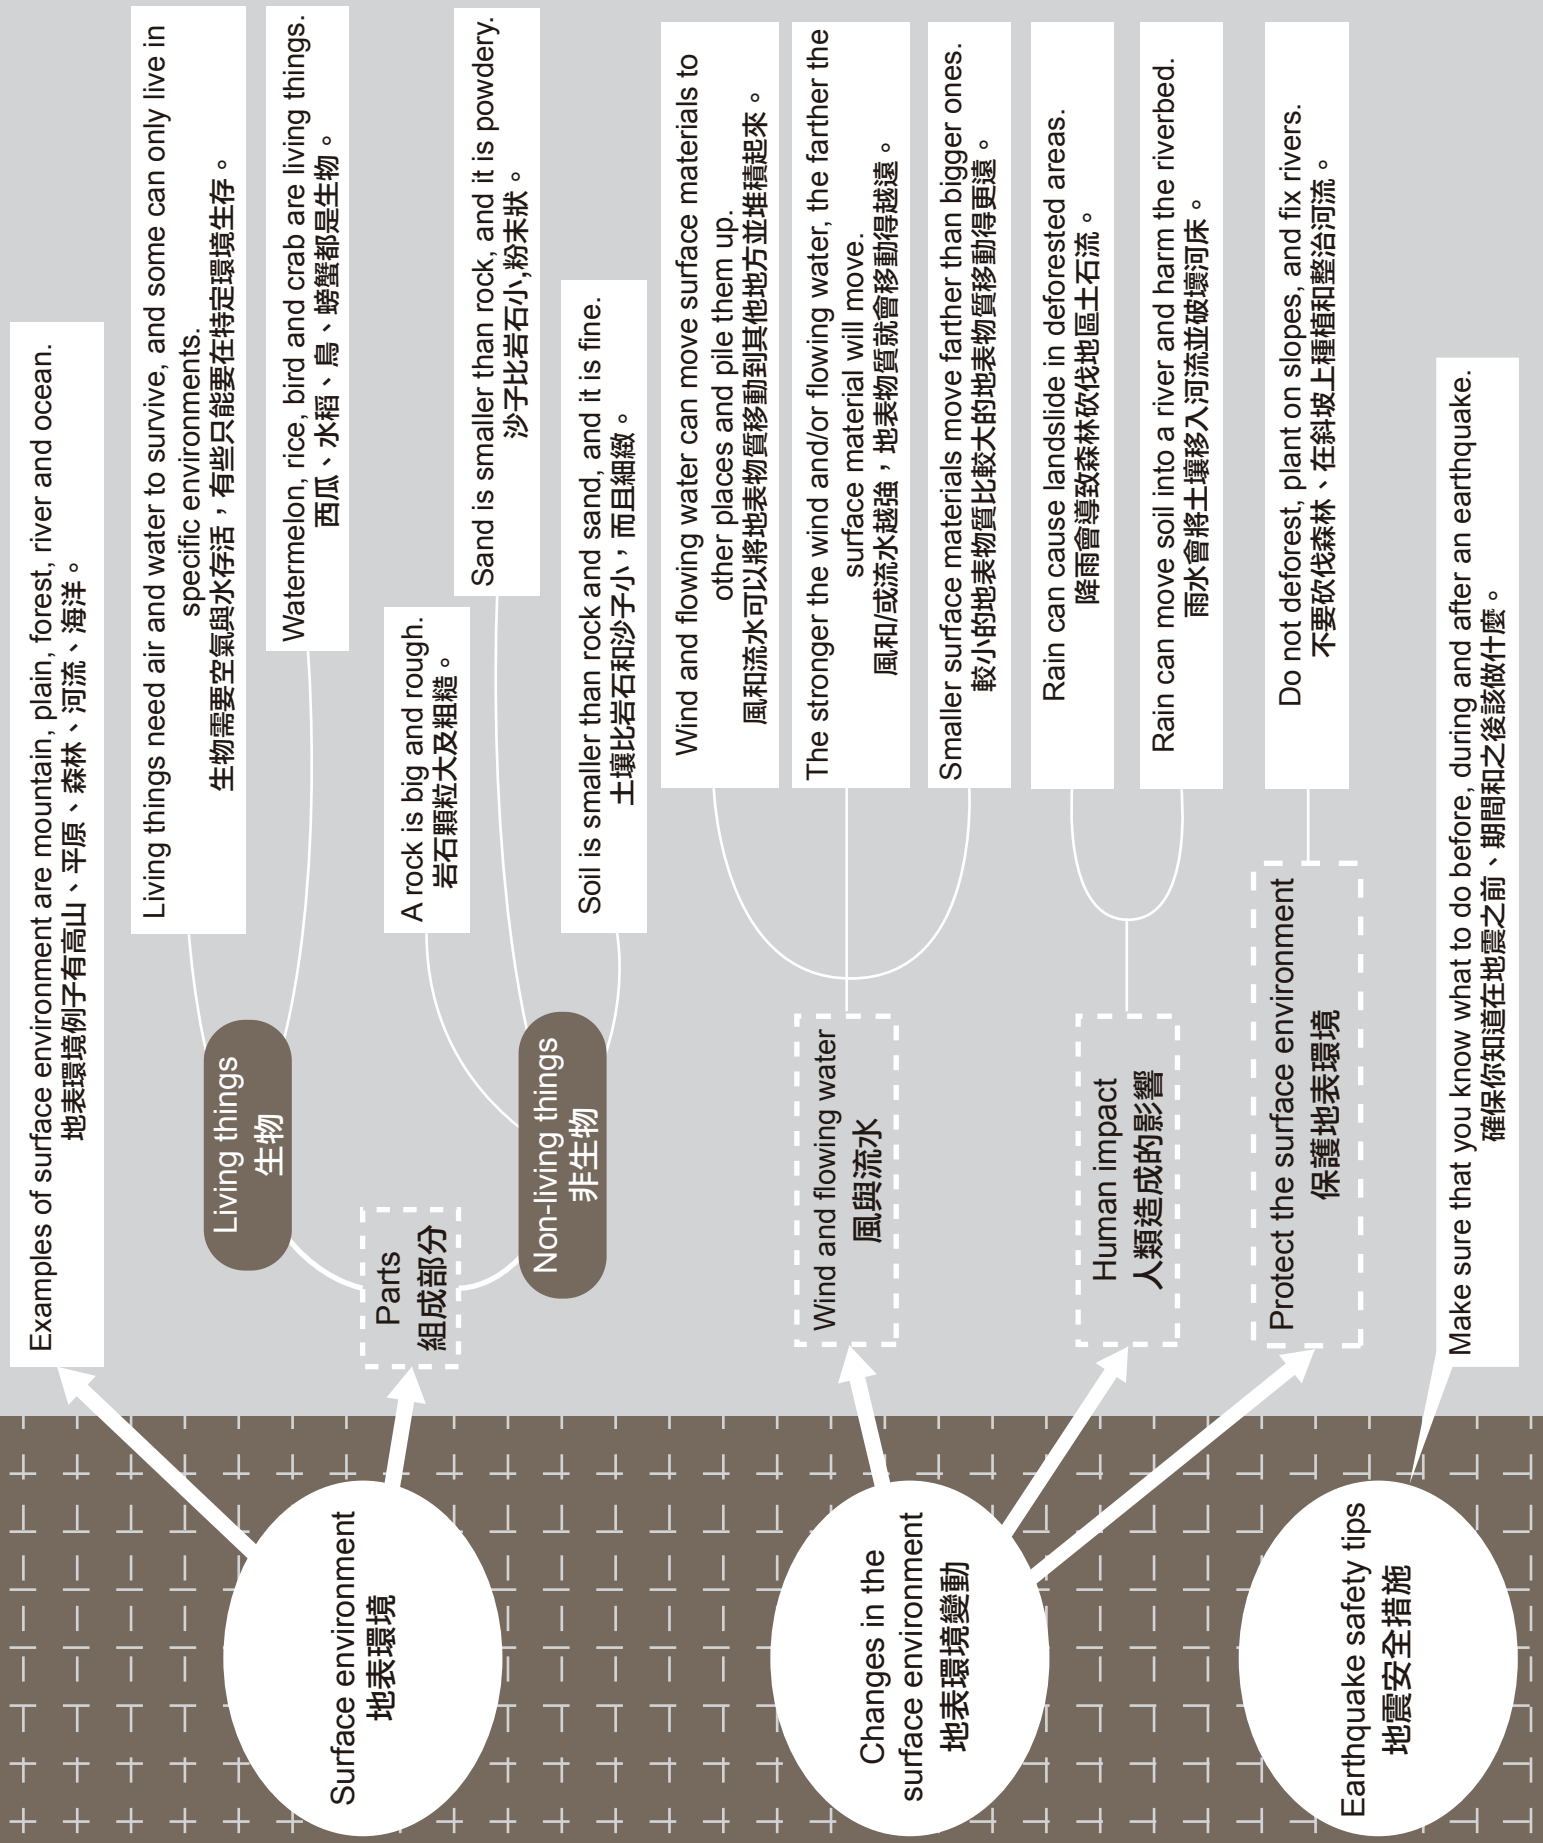 Surface environment
地表環境
Examples of surface environment are mountain, plain, forest, river and ocean.
地表環境例子有高山、平原、森林、河流、海洋。
Parts
組成部分
Living things
生物
Living things need air and water to survive, and some can only live in
specific environments.
生物需要空氣與水存活，有些只能要在特定環境生存。
Watermelon, rice, bird and crab are living things.
西瓜、水稻、鳥、螃蟹都是生物。
Non-living things
非生物
A rock is big and rough.
岩石顆粒大及粗糙。
Sand is smaller than rock, and it is powdery.
沙子比岩石小,粉末狀。
Soil is smaller than rock and sand, and it is fine.
土壤比岩石和沙子小，而且細緻。
Changes in the
surface environment
地表環境變動
Wind and flowing water
風與流水
Wind and flowing water can move surface materials to
other places and pile them up.
風和流水可以將地表物質移動到其他地方並堆積起來。
The stronger the wind and/or flowing water, the farther the
surface material will move.
風和/或流水越強，地表物質就會移動得越遠。
Smaller surface materials move farther than bigger ones.
較小的地表物質比較大的地表物質移動得更遠。
Human impact
人類造成的影響
Rain can cause landslide in deforested areas.
降雨會導致森林砍伐地區土石流。
Rain can move soil into a river and harm the riverbed.
雨水會將土壤移入河流並破壞河床。
Protect the surface environment
保護地表環境
Do not deforest, plant on slopes, and fix rivers.
不要砍伐森林、在斜坡上種植和整治河流。
Earthquake safety tips
地震安全措施
Make sure that you know what to do before, during and after an earthquake.
確保你知道在地震之前、期間和之後該做什麼。